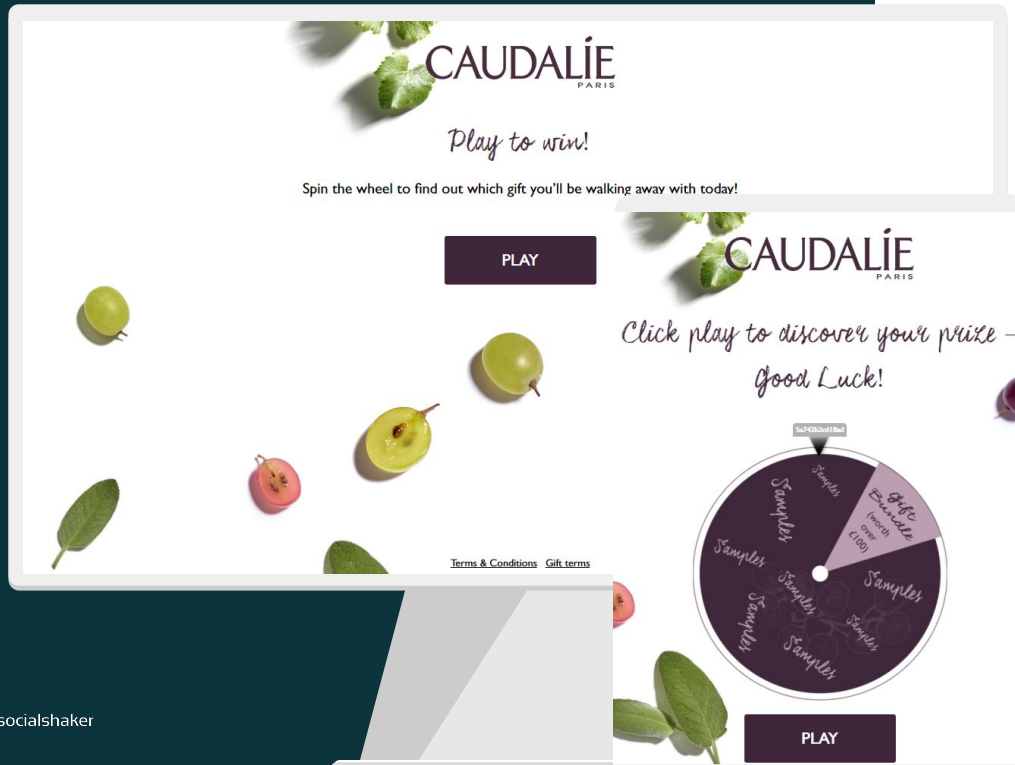 CAUDALÍE
PARIS
Play to win!
Spin the wheel to find out which gift you'll be walking away with today!
PLAY
Terms & Conditions Gift terms
CAUDALÍE
PARIS
Click play to discover your prize –
Good Luck!
Samples
Gift
Bundle
(worth
over
£100)
Samples
Samples
Samples
Samples
Samples
Samples
Samples
PLAY
socialshaker